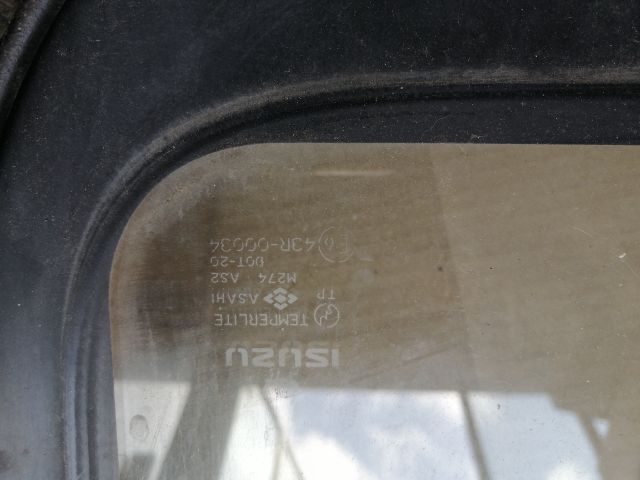 ISUZU
TEMPERLITE
TP ASAHI
M274 AS2
DOT-20
43R-00034